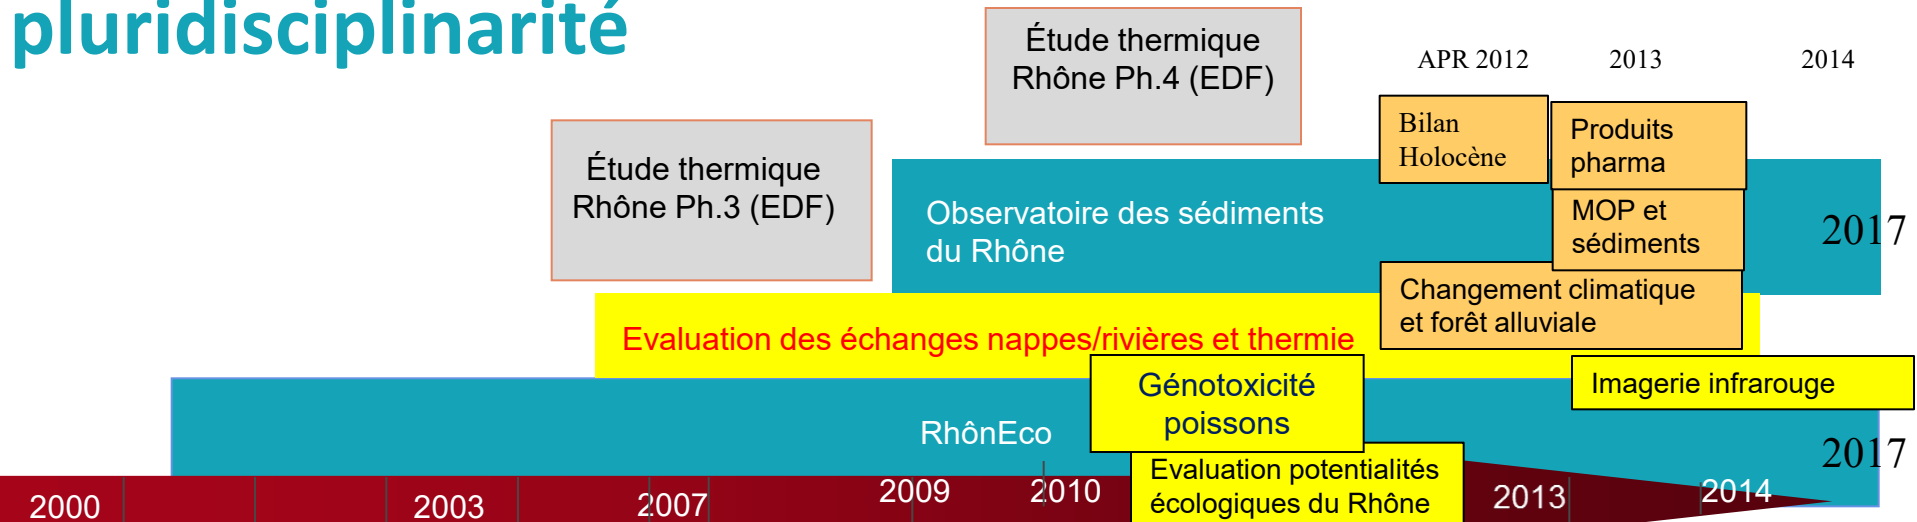 pluridisciplinarité
Étude thermique
Rhône Ph.4 (EDF)
APR 2012
2013
2014
Bilan
Holocène
Produits
pharma
Étude thermique
Rhône Ph.3 (EDF)
Observatoire des sédiments
du Rhône
MOP et
sédiments
2017
Changement climatique
et forêt alluviale
Evaluation des échanges nappes/rivières et thermie
Génotoxicité
poissons
Imagerie infrarouge
RhônEco
2017
Evaluation potentialités
écologiques du Rhône
2000
2003
2007
2009
2010
2013
2014